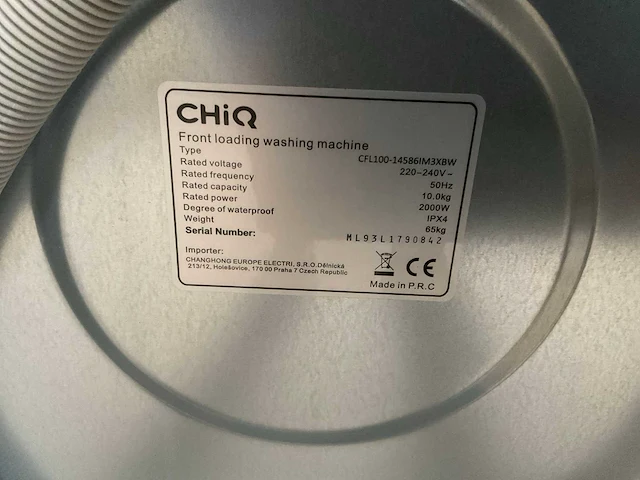 CHiQ
Front loading washing machine
Type CFL100-14586IM3XBW
Rated voltage 220-240V~
Rated frequency 50Hz
Rated capacity 10.0kg
Rated power 2000W
Degree of waterproof IPX4
Weight 65kg
Serial Number: ML93L1790842
Importer:
CHANGHONG EUROPE ELECTRI, S.R.O.Dělnická
213/12, Holešovice, 170 00 Praha 7 Czech Republic
CE
Made in P.R.C